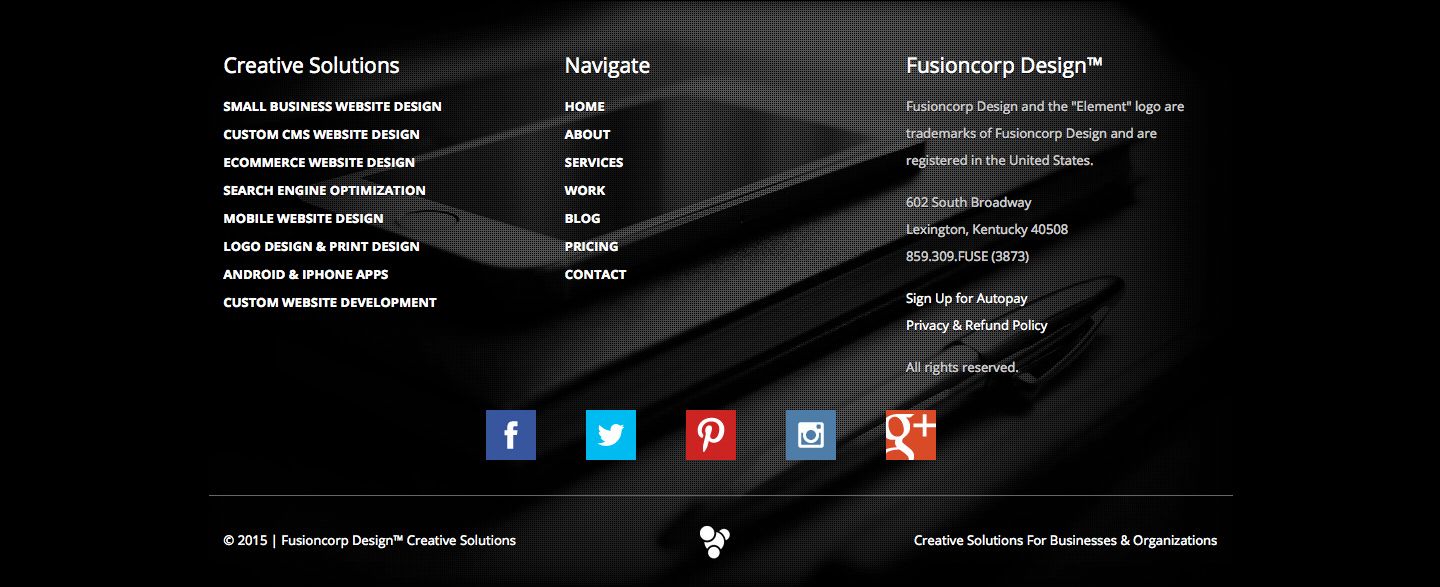 Creative Solutions
SMALL BUSINESS WEBSITE DESIGN
CUSTOM CMS WEBSITE DESIGN
ECOMMERCE WEBSITE DESIGN
SEARCH ENGINE OPTIMIZATION
MOBILE WEBSITE DESIGN
LOGO DESIGN & PRINT DESIGN
ANDROID & IPHONE APPS
CUSTOM WEBSITE DEVELOPMENT
Navigate
HOME
ABOUT
SERVICES
WORK
BLOG
PRICING
CONTACT
Fusioncorp Design™
Fusioncorp Design and the "Element" logo are
trademarks of Fusioncorp Design and are
registered in the United States.
602 South Broadway
Lexington, Kentucky 40508
859.309.FUSE (3873)
Sign Up for Autopay
Privacy & Refund Policy
All rights reserved.
f
g+
© 2015 | Fusioncorp Design™ Creative Solutions
Creative Solutions For Businesses & Organizations